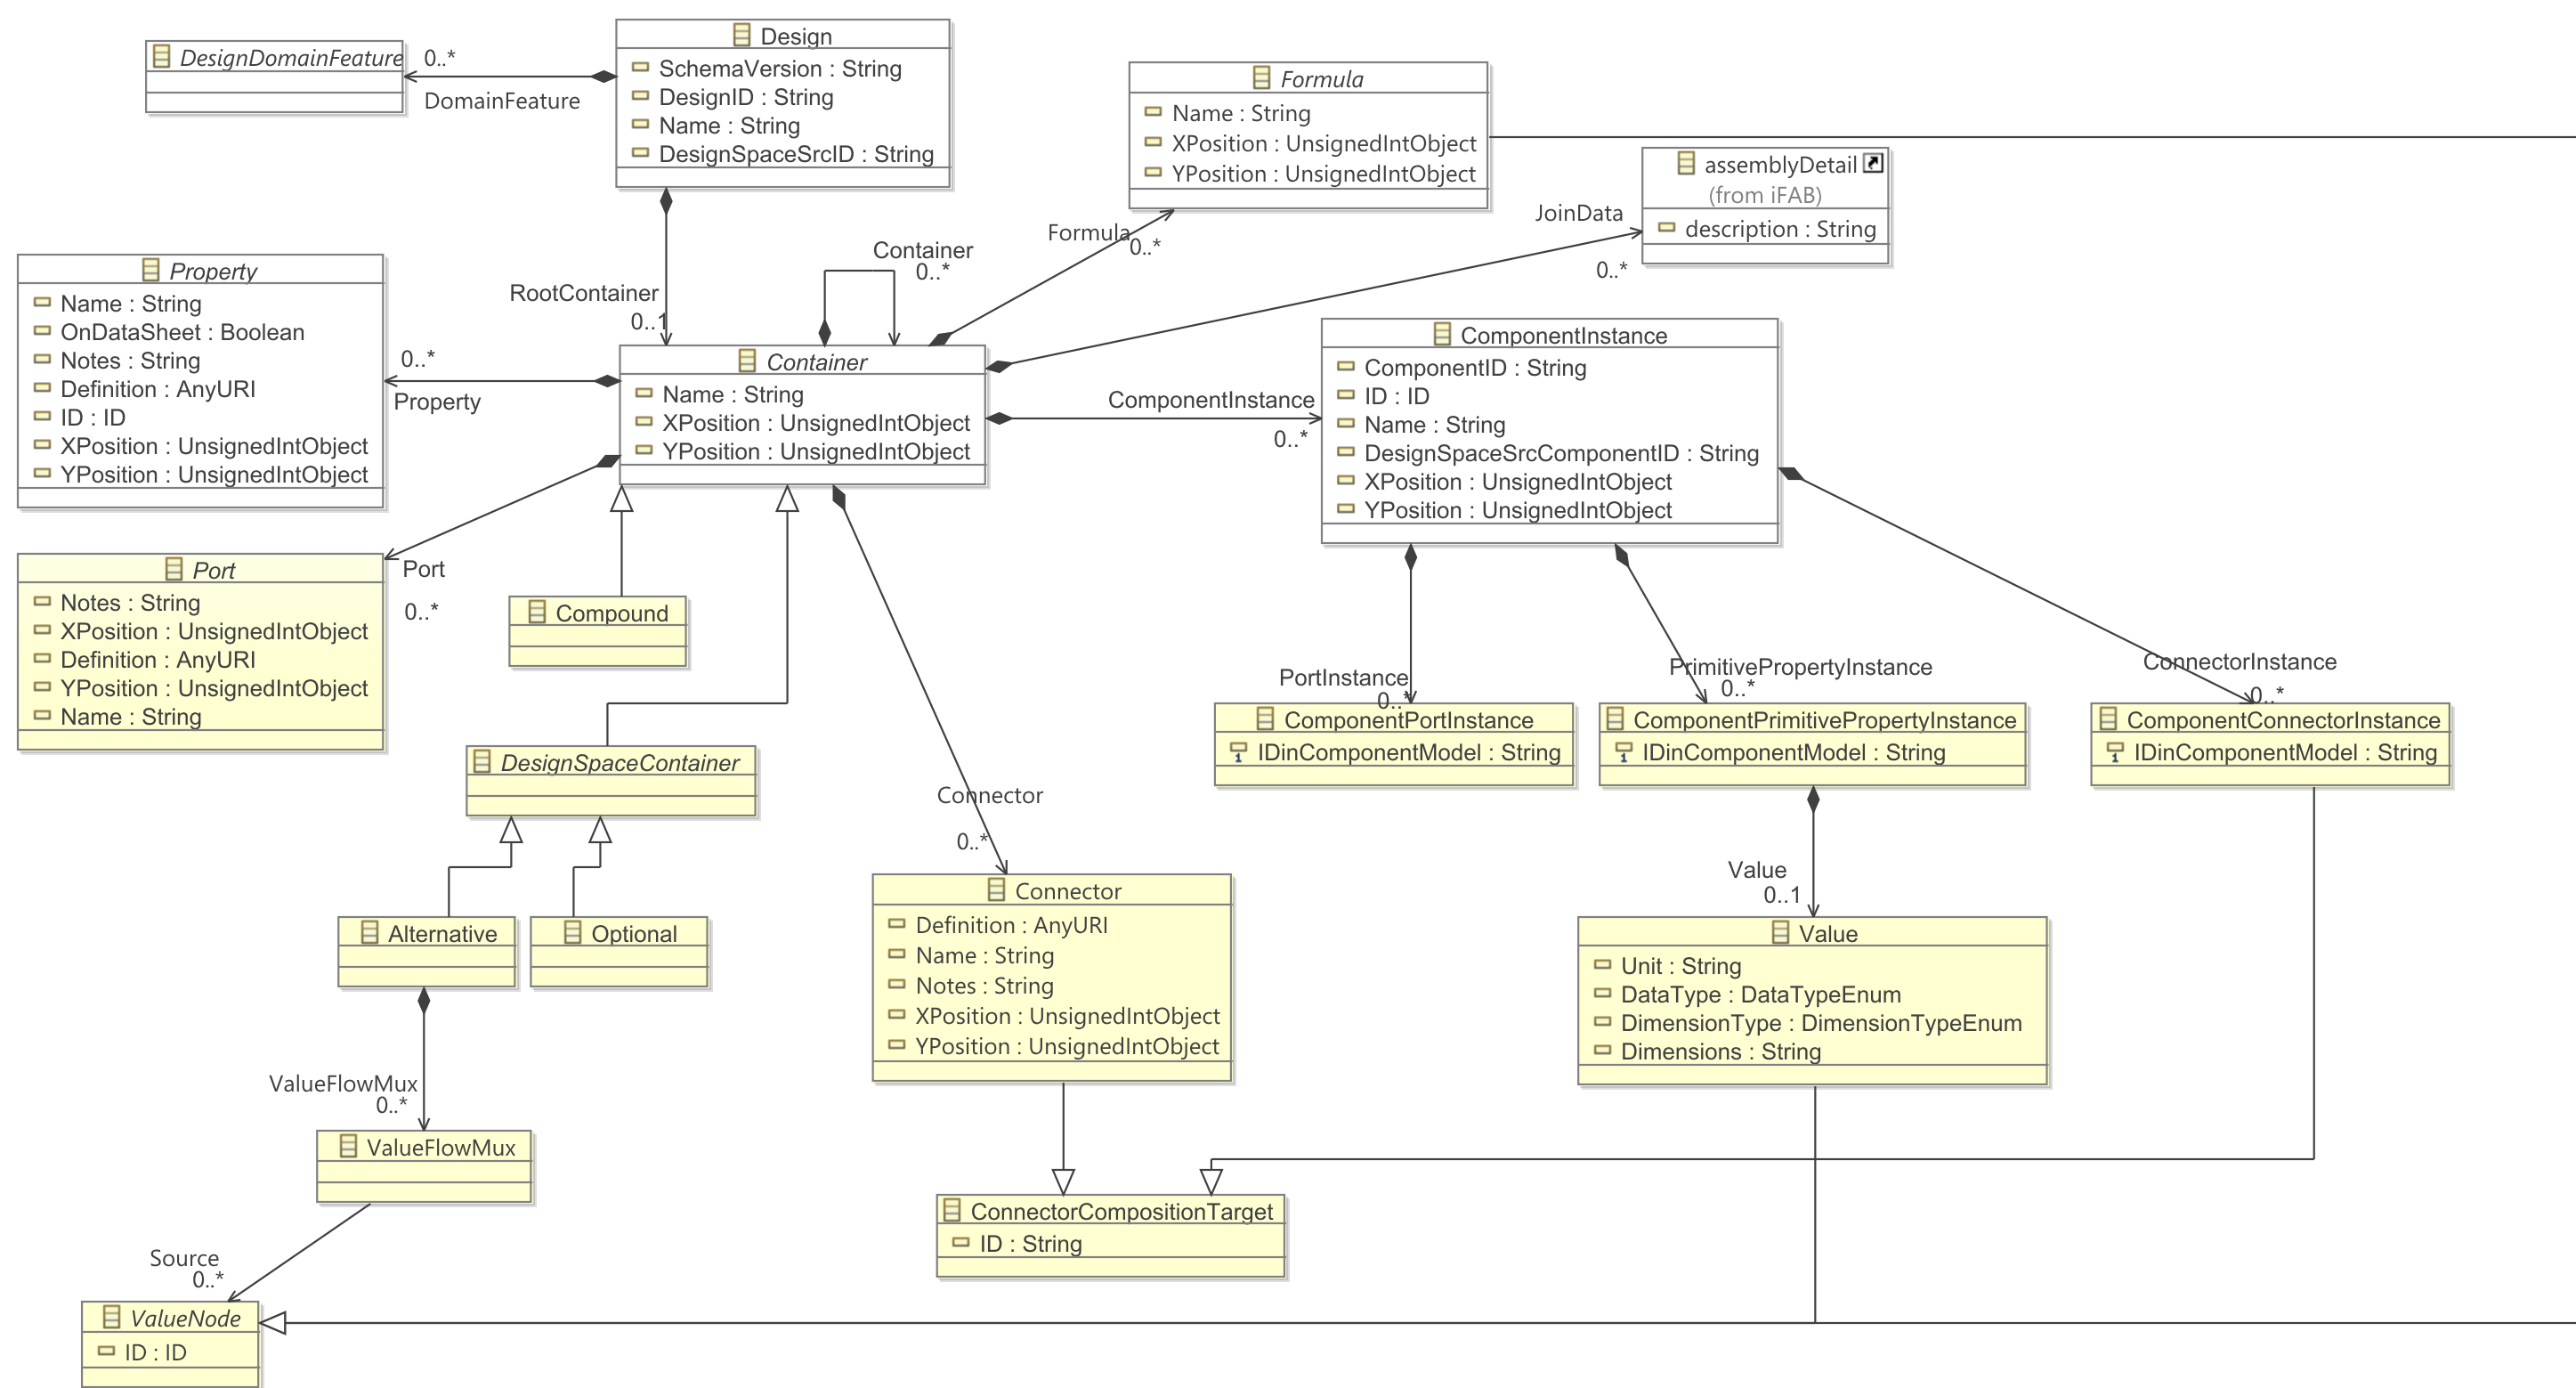 Design
SchemaVersion : String
DesignID : String
Name : String
DesignSpaceSrcID : String
DesignDomainFeature
0..*
DomainFeature
Formula
Name : String
XPosition : UnsignedIntObject
YPosition : UnsignedIntObject
assemblyDetail
(from iFAB)
description : String
JoinData
0..*
Formula
0..*
Container
0..*
RootContainer
0..1
Property
Name : String
OnDataSheet : Boolean
Notes : String
Definition : AnyURI
ID : ID
XPosition : UnsignedIntObject
YPosition : UnsignedIntObject
0..*
Property
Container
Name : String
XPosition : UnsignedIntObject
YPosition : UnsignedIntObject
ComponentInstance
0..*
ComponentInstance
ComponentID : String
ID : ID
Name : String
DesignSpaceSrcComponentID : String
XPosition : UnsignedIntObject
YPosition : UnsignedIntObject
Port
Notes : String
XPosition : UnsignedIntObject
Definition : AnyURI
YPosition : UnsignedIntObject
Name : String
Port
0..*
Compound
PortInstance
0..*
PrimitivePropertyInstance
0..*
ConnectorInstance
0..*
ComponentPortInstance
1 IDinComponentModel : String
ComponentPrimitivePropertyInstance
1 IDinComponentModel : String
ComponentConnectorInstance
1 IDinComponentModel : String
DesignSpaceContainer
Connector
0..*
Alternative
Optional
Connector
Definition : AnyURI
Name : String
Notes : String
XPosition : UnsignedIntObject
YPosition : UnsignedIntObject
Value
0..1
Value
Unit : String
DataType : DataTypeEnum
DimensionType : DimensionTypeEnum
Dimensions : String
ValueFlowMux
0..*
ValueFlowMux
ConnectorCompositionTarget
ID : String
Source
0..*
ValueNode
ID : ID